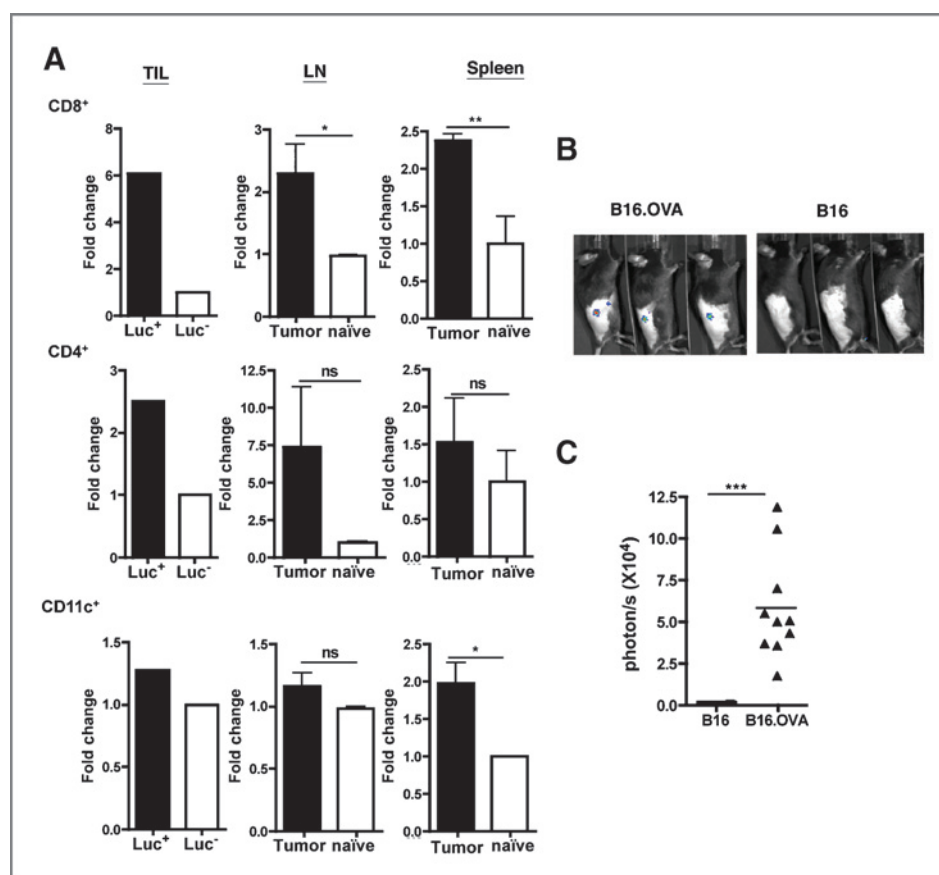 A
TIL LN Spleen
CD8+
Fold change
8
6
4
2
0
Luc+ Luc-
Fold change
3
2
1
0
*
Tumor naïve
Fold change
2.5
2.0
1.5
1.0
0.5
0.0
**
Tumor naïve
CD4+
Fold change
3
2
1
0
Luc+ Luc-
Fold change
12.5
10.0
7.5
5.0
2.5
0.0
ns
Tumor naïve
Fold change
2.5
2.0
1.5
1.0
0.5
0.0
ns
Tumor naïve
CD11c+
Fold change
1.5
1.0
0.5
0.0
Luc+ Luc-
Fold change
1.5
1.0
0.5
0.0
ns
Tumor naïve
Fold change
2.5
2.0
1.5
1.0
0.5
0.0
*
Tumor naïve
B
B16.OVA B16
C
photon/s (X10⁴)
12.5
10.0
7.5
5.0
2.5
0.0
***
B16 B16.OVA